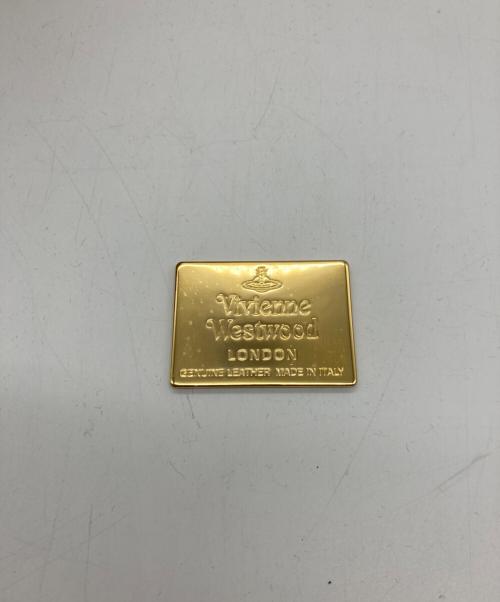 Vivienne
Westwood
LONDON
GENUINE LEATHER MADE IN ITALY